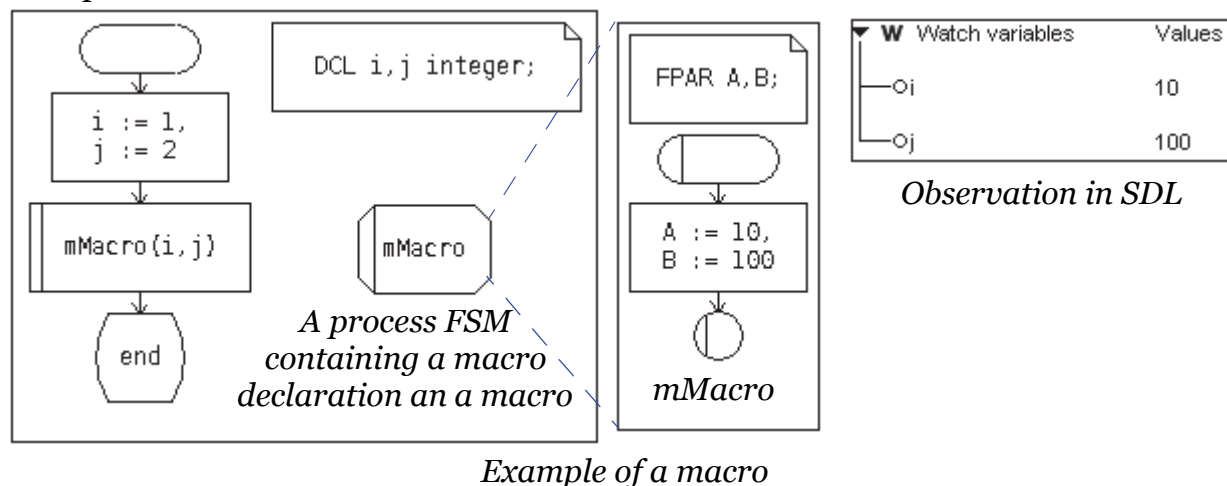 DCL i,j integer;
i := 1,
j := 2
mMacro(i,j)
mMacro
end
A process FSM
containing a macro
declaration an a macro
FPAR A,B;
A := 10,
B := 100
mMacro
W Watch variables Values
i 10
j 100
Observation in SDL
Example of a macro